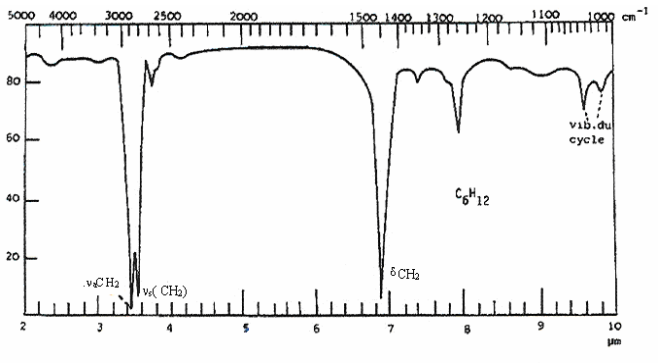 5000 4000 3000 2500 2000 1500 1400 1300 1200 1100 1000 cm⁻¹
80
60
40
20
vib.du
cycle
C₆H₁₂
νₐCH₂
νₛ(CH₂)
δCH₂
2 3 4 5 6 7 8 9 10
µm